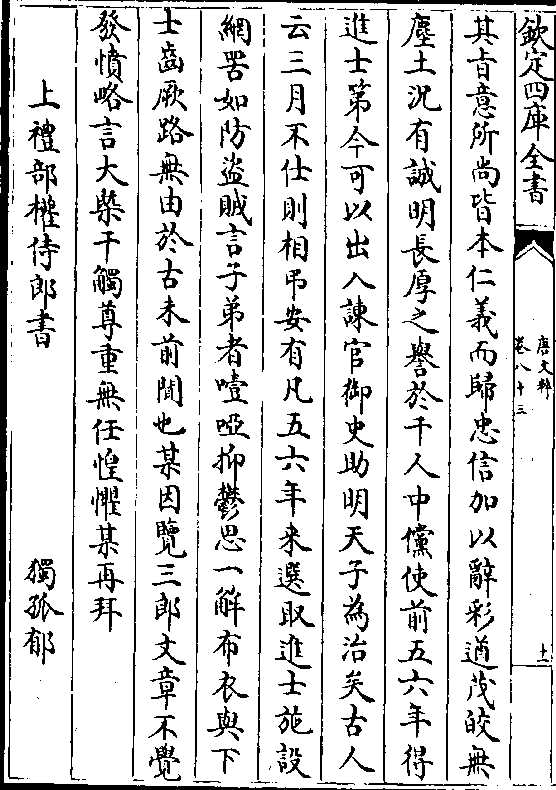 欽定四庫全書
唐文粹
卷八十三
十一
其旨意所尚皆本仁義而歸忠信加以辭彩遒茂皎無
塵土況有誠明長厚之譽於千人中儻使前五六年得
進士第今可以出入諫官御史助明天子為治矣古人
云三月不仕則相弔安有凡五六年来選取進士施設
網罟如防盜賊言子弟者噎啞抑鬱思一解布衣與下
士齒厥路無由於古未前聞也某因覽三郎文章不覺
發憤略言大槩干觸尊重無任惶懼某再拜
上禮部權侍郎書 獨孤郁